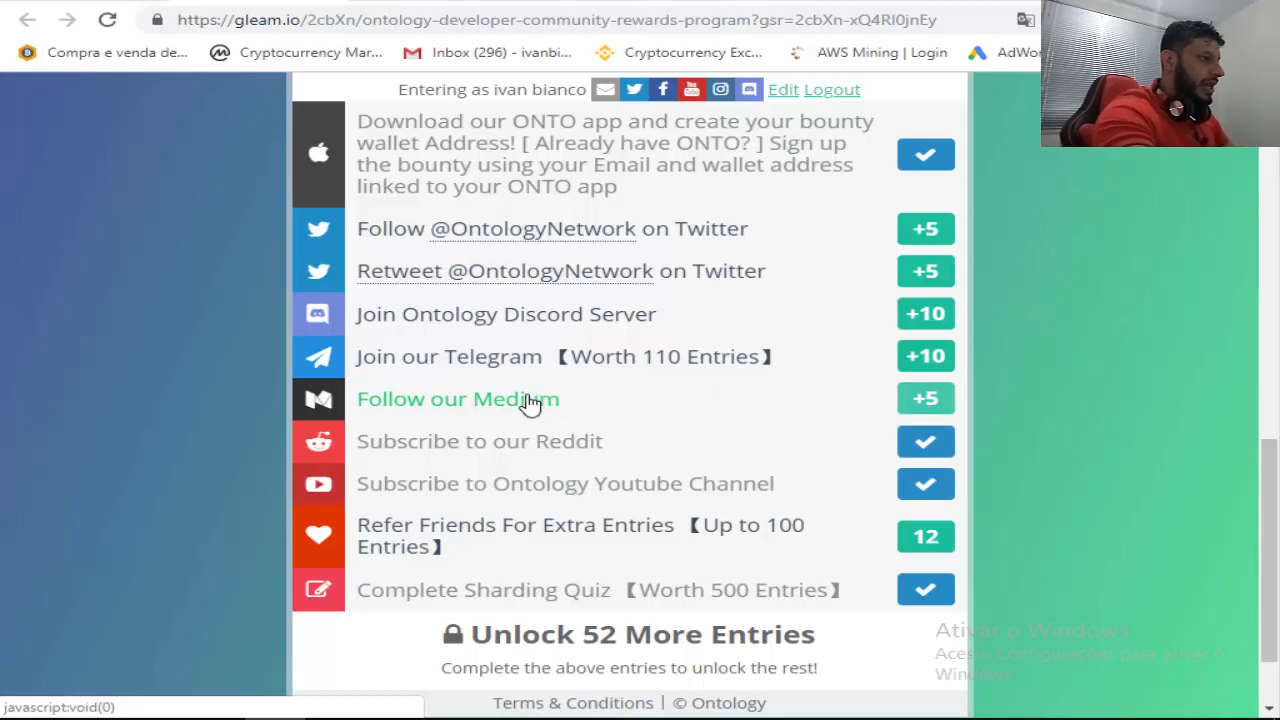 https://gleam.io/2cbXn/ontology-developer-community-rewards-program?gsr=2cbXn-xQ4RI0jnEy
Compra e venda de... Cryptocurrency Mar... Inbox (296) - ivanbi... Cryptocurrency Exc... AWS Mining | Login AdWo
Entering as ivan bianco Edit Logout
Download our ONTO app and create your bounty
wallet Address! [ Already have ONTO? ] Sign up
the bounty using your Email and wallet address
linked to your ONTO app
Follow @OntologyNetwork on Twitter +5
Retweet @OntologyNetwork on Twitter +5
Join Ontology Discord Server +10
Join our Telegram 【Worth 110 Entries】 +10
Follow our Medium +5
Subscribe to our Reddit
Subscribe to Ontology Youtube Channel
Refer Friends For Extra Entries 【Up to 100
Entries】 12
Complete Sharding Quiz 【Worth 500 Entries】
Unlock 52 More Entries
Complete the above entries to unlock the rest!
Terms & Conditions | © Ontology
Ativar o Windows
Acesse Configurações para ativar o
Windows.
javascript:void(0)